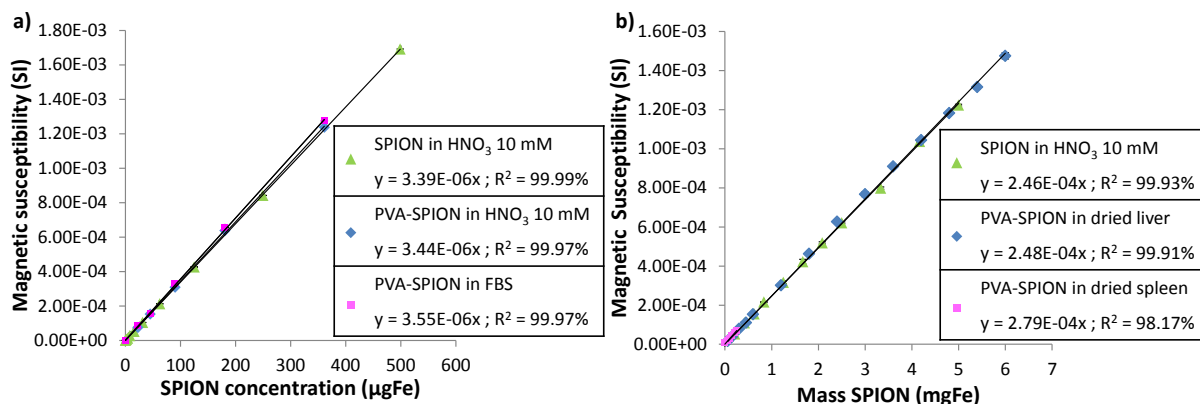 a)
Magnetic susceptibility (SI)
1.80E-03
1.60E-03
1.40E-03
1.20E-03
1.00E-03
8.00E-04
6.00E-04
4.00E-04
2.00E-04
0.00E+00
0 100 200 300 400 500 600
SPION concentration (µgFe)
SPION in HNO₃ 10 mM
y = 3.39E-06x ; R² = 99.99%
PVA-SPION in HNO₃ 10 mM
y = 3.44E-06x ; R² = 99.97%
PVA-SPION in FBS
y = 3.55E-06x ; R² = 99.97%
b)
Magnetic Susceptibility (SI)
1.60E-03
1.40E-03
1.20E-03
1.00E-03
8.00E-04
6.00E-04
4.00E-04
2.00E-04
0.00E+00
0 1 2 3 4 5 6 7
Mass SPION (mgFe)
SPION in HNO₃ 10 mM
y = 2.46E-04x ; R² = 99.93%
PVA-SPION in dried liver
y = 2.48E-04x ; R² = 99.91%
PVA-SPION in dried spleen
y = 2.79E-04x ; R² = 98.17%